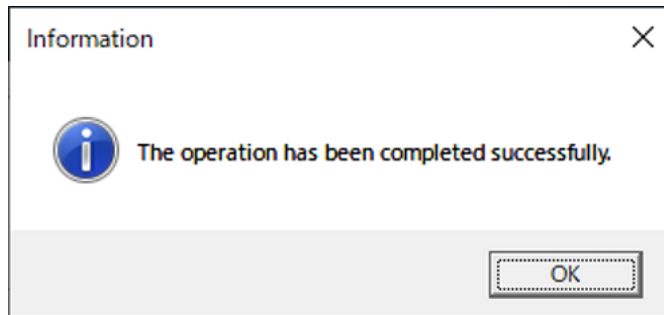 Information
The operation has been completed successfully.
OK